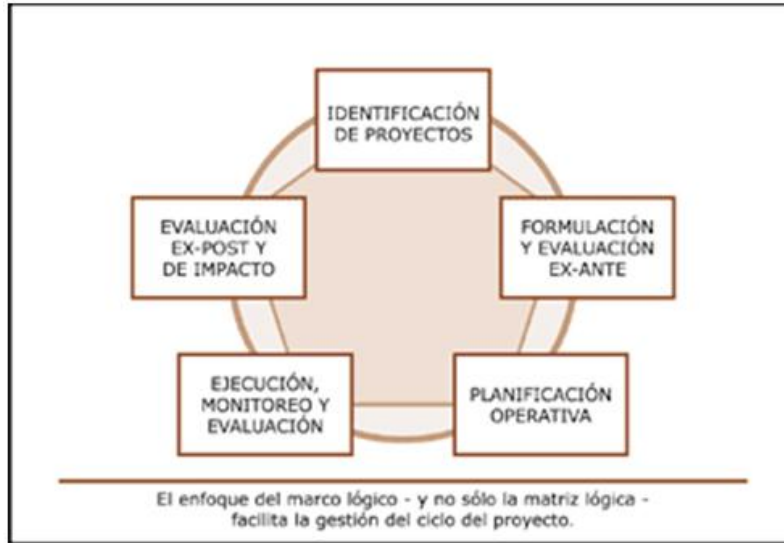 IDENTIFICACIÓN
DE PROYECTOS
FORMULACIÓN
Y EVALUACIÓN
EX-ANTE
PLANIFICACIÓN
OPERATIVA
EJECUCIÓN,
MONITOREO Y
EVALUACIÓN
EVALUACIÓN
EX-POST Y
DE IMPACTO
El enfoque del marco lógico - y no sólo la matriz lógica -
facilita la gestión del ciclo del proyecto.